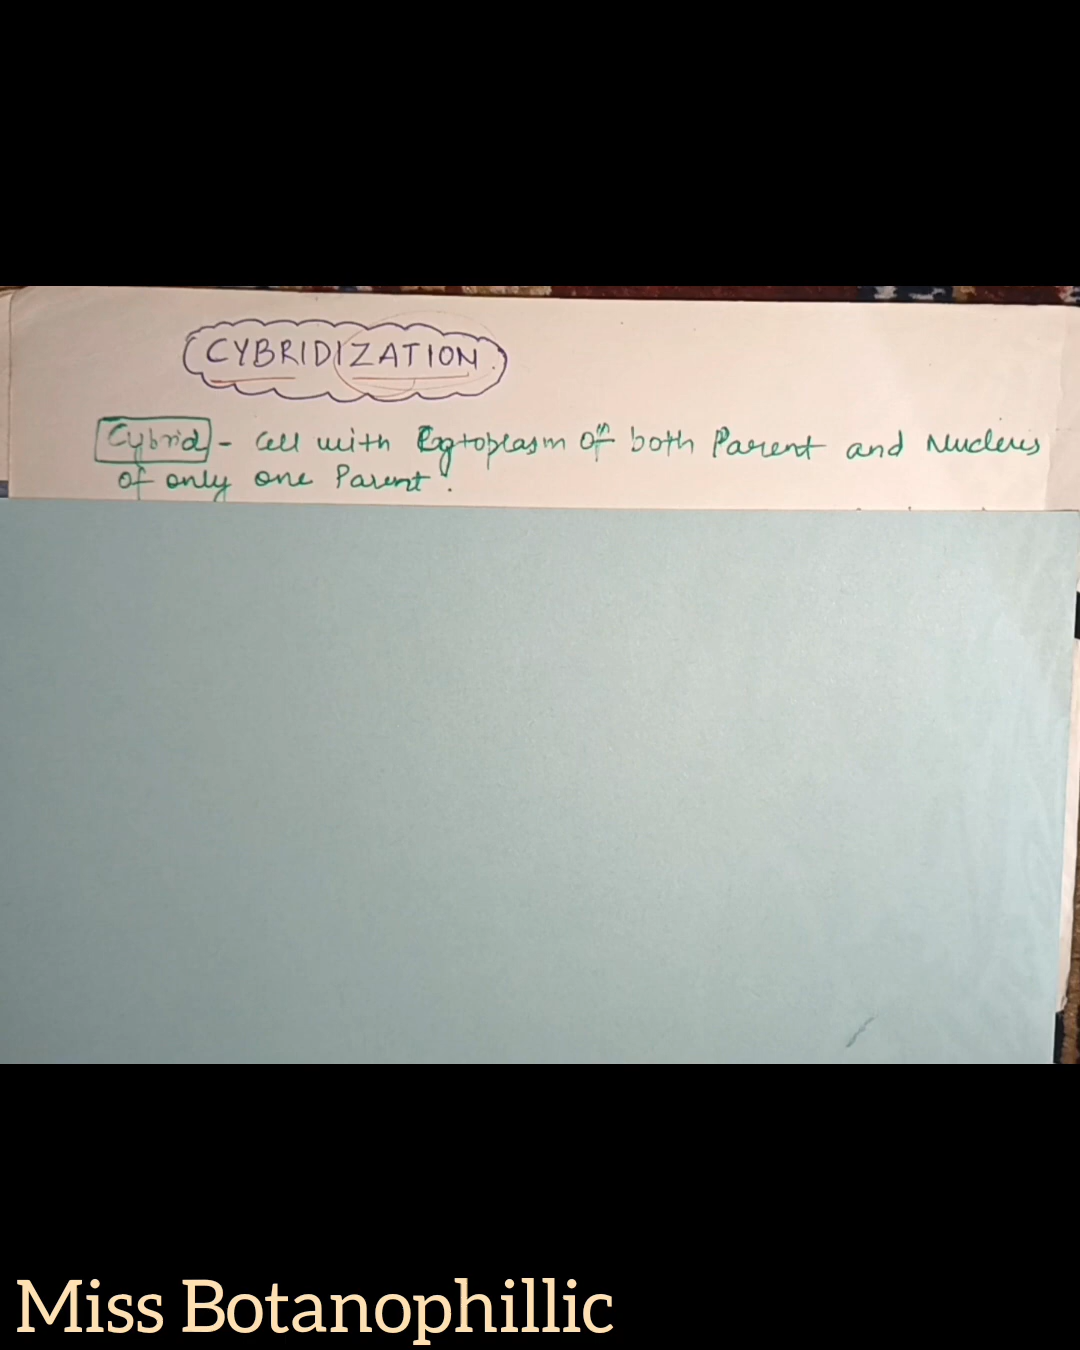 CYBRIDIZATION
Cybrid - Cell with Cytoplasm of both Parent and Nucleus
of only one Parent.
Miss Botanophillic